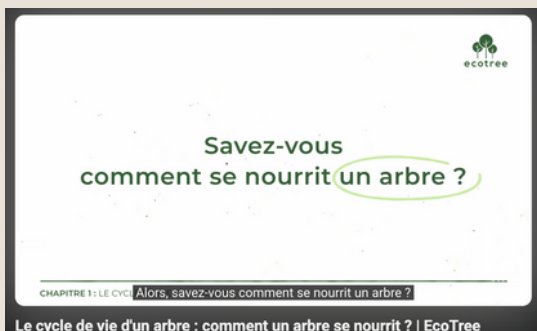 ecotree
Savez-vous
comment se nourrit un arbre ?
CHAPITRE 1 : LE CYCL
Alors, savez-vous comment se nourrit un arbre ?
Le cycle de vie d'un arbre : comment un arbre se nourrit ? | EcoTree